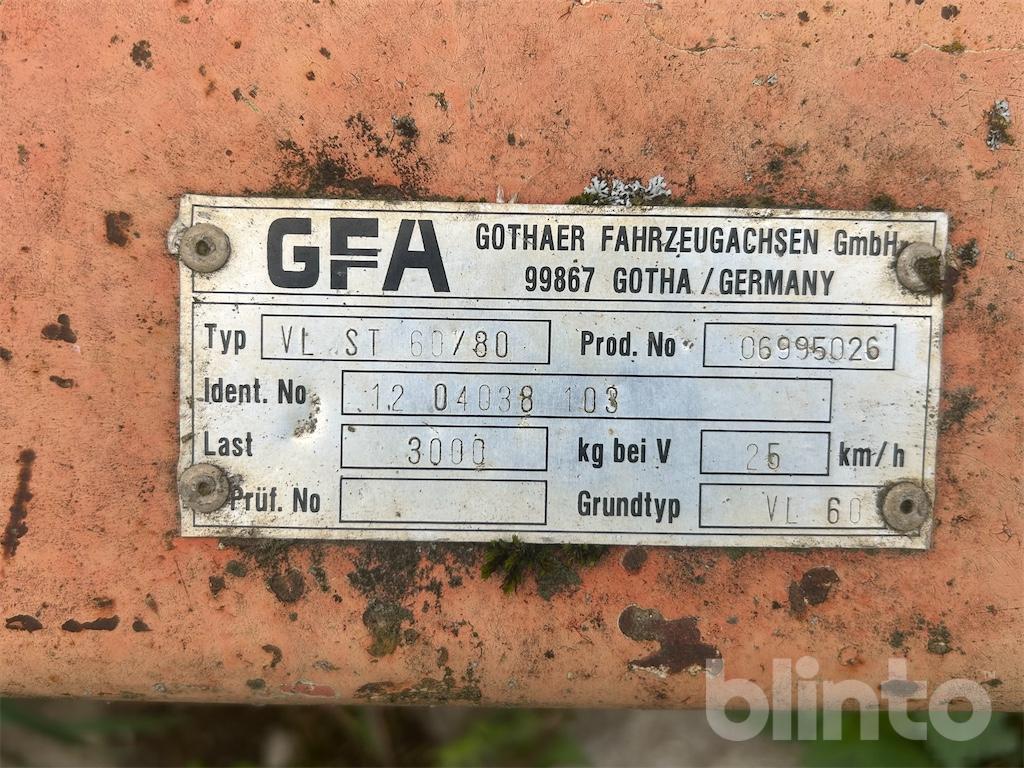 GFA GOTHAER FAHRZEUGACHSEN GmbH
99867 GOTHA / GERMANY
Typ VL ST 60/80 Prod. No 06995026
Ident. No 12 04038 103
Last 3000 kg bei V 25 km/h
Prüf. No Grundtyp VL 60
blinto